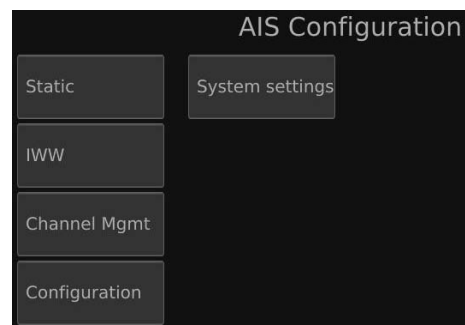 AIS Configuration
Static
System settings
IWW
Channel Mgmt
Configuration